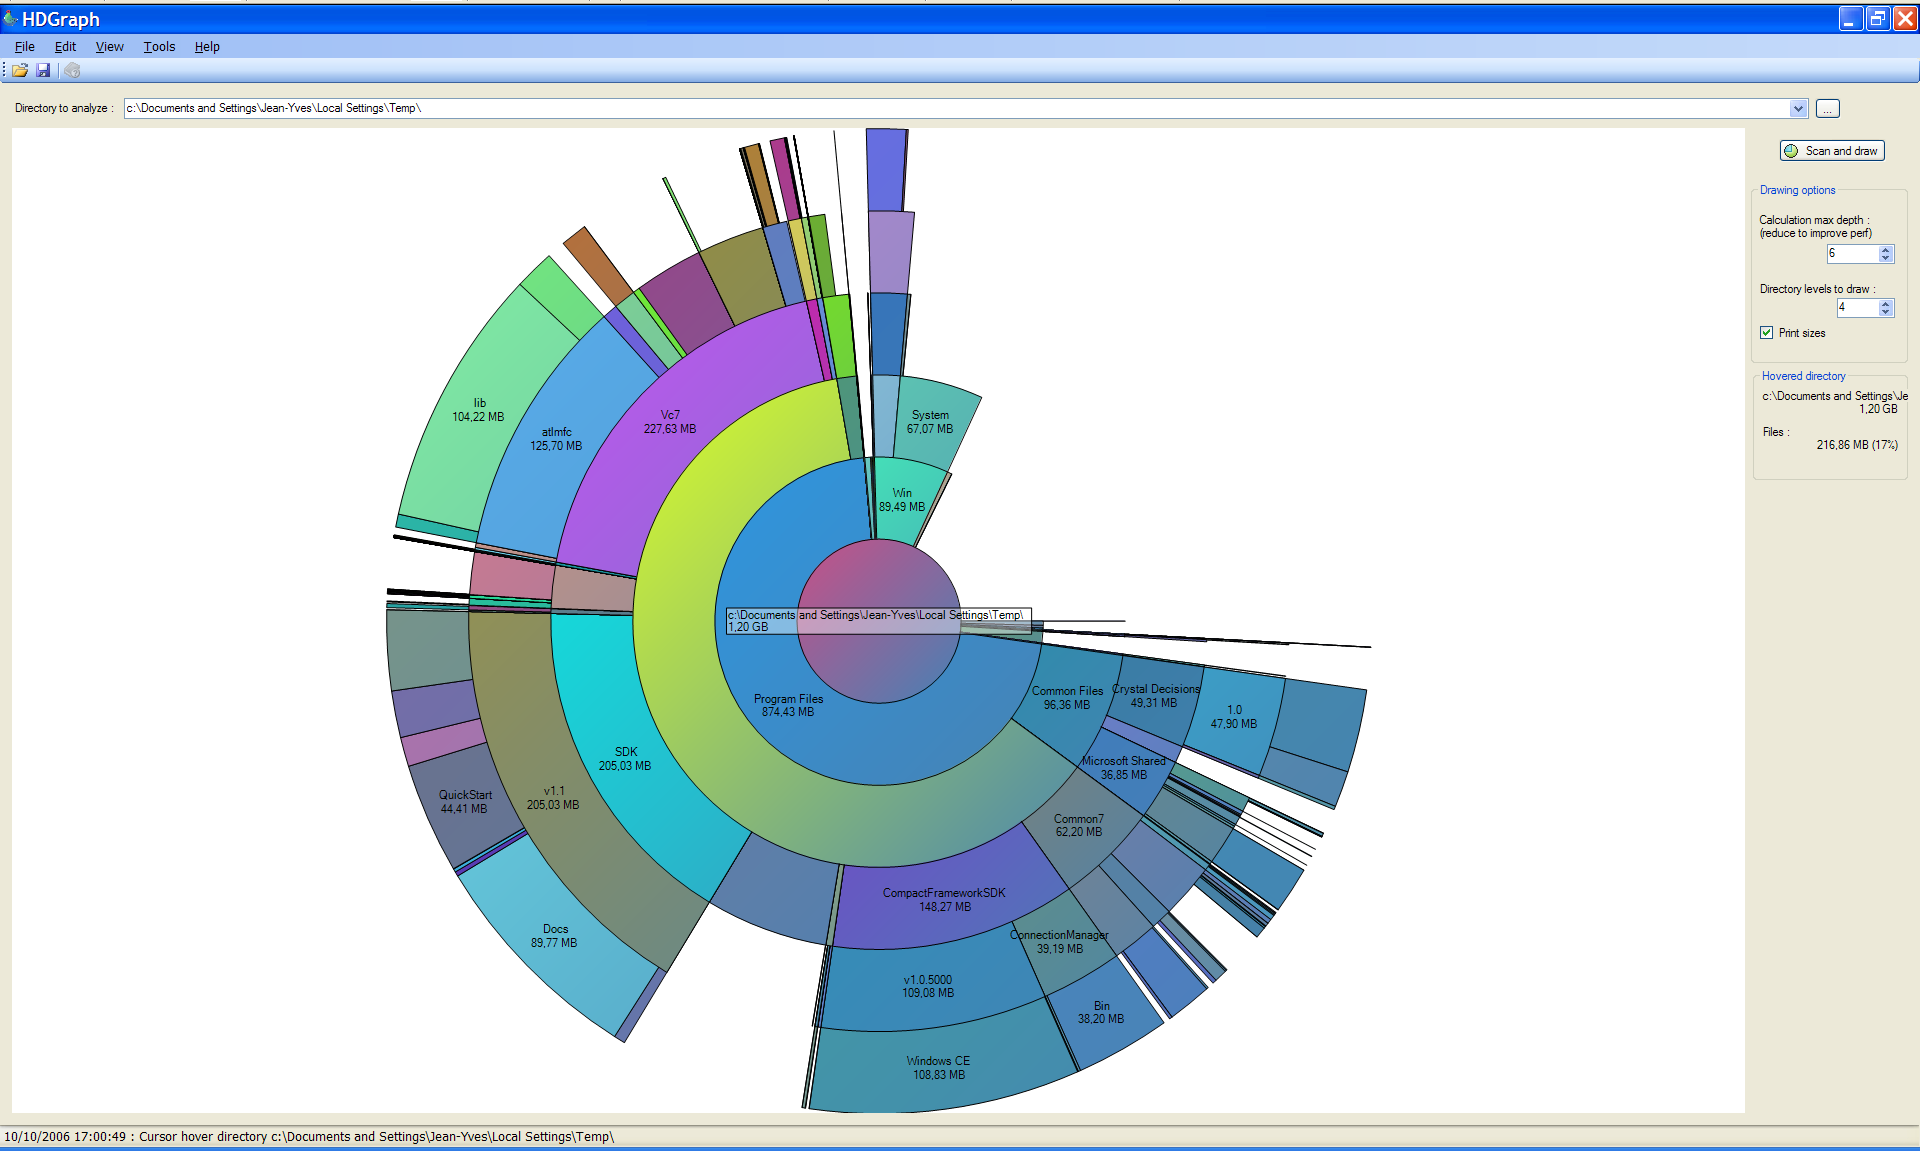 HDGraph
File Edit View Tools Help
Directory to analyze : c:\Documents and Settings\Jean-Yves\Local Settings\Temp\ ...
Scan and draw
Drawing options
Calculation max depth :
(reduce to improve perf)
6
Directory levels to draw :
4
Print sizes
Hovered directory
c:\Documents and Settings\Je
1,20 GB
Files :
216,86 MB (17%)
lib
104,22 MB
atlmfc
125,70 MB
Vc7
227,63 MB
System
67,07 MB
Win
89,49 MB
c:\Documents and Settings\Jean-Yves\Local Settings\Temp\
1,20 GB
Program Files
874,43 MB
Common Files
96,36 MB
Crystal Decisions
49,31 MB
1.0
47,90 MB
SDK
205,03 MB
Microsoft Shared
36,85 MB
QuickStart
44,41 MB
v1.1
205,03 MB
Common7
62,20 MB
CompactFrameworkSDK
148,27 MB
Docs
89,77 MB
ConnectionManager
39,19 MB
v1.0.5000
109,08 MB
Bin
38,20 MB
Windows CE
108,83 MB
10/10/2006 17:00:49 : Cursor hover directory c:\Documents and Settings\Jean-Yves\Local Settings\Temp\